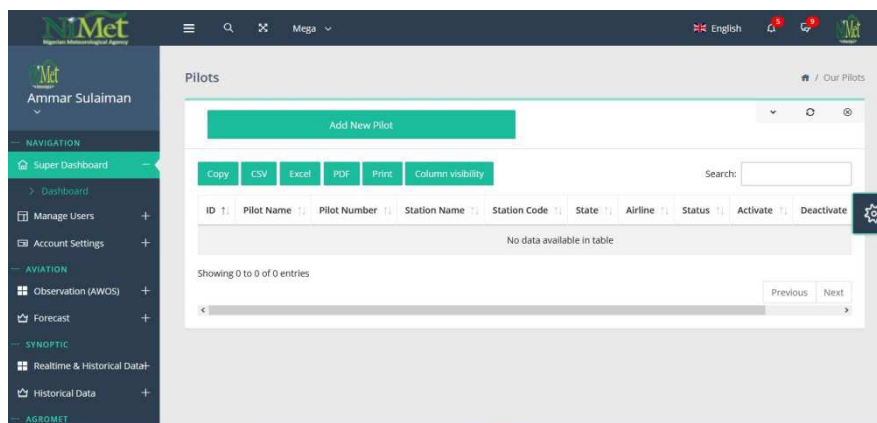 NiMet
Nigerian Meteorological Agency
Mega
English
5
9
Ammar Sulaiman
NAVIGATION
Super Dashboard
> Dashboard
Manage Users
Account Settings
AVIATION
Observation (AWOS)
Forecast
SYNOPTIC
Realtime & Historical Data
Historical Data
AGROMET
Pilots
/ Our Pilots
Add New Pilot
Copy CSV Excel PDF Print Column visibility
Search:
ID Pilot Name Pilot Number Station Name Station Code State Airline Status Activate Deactivate
No data available in table
Showing 0 to 0 of 0 entries
Previous Next